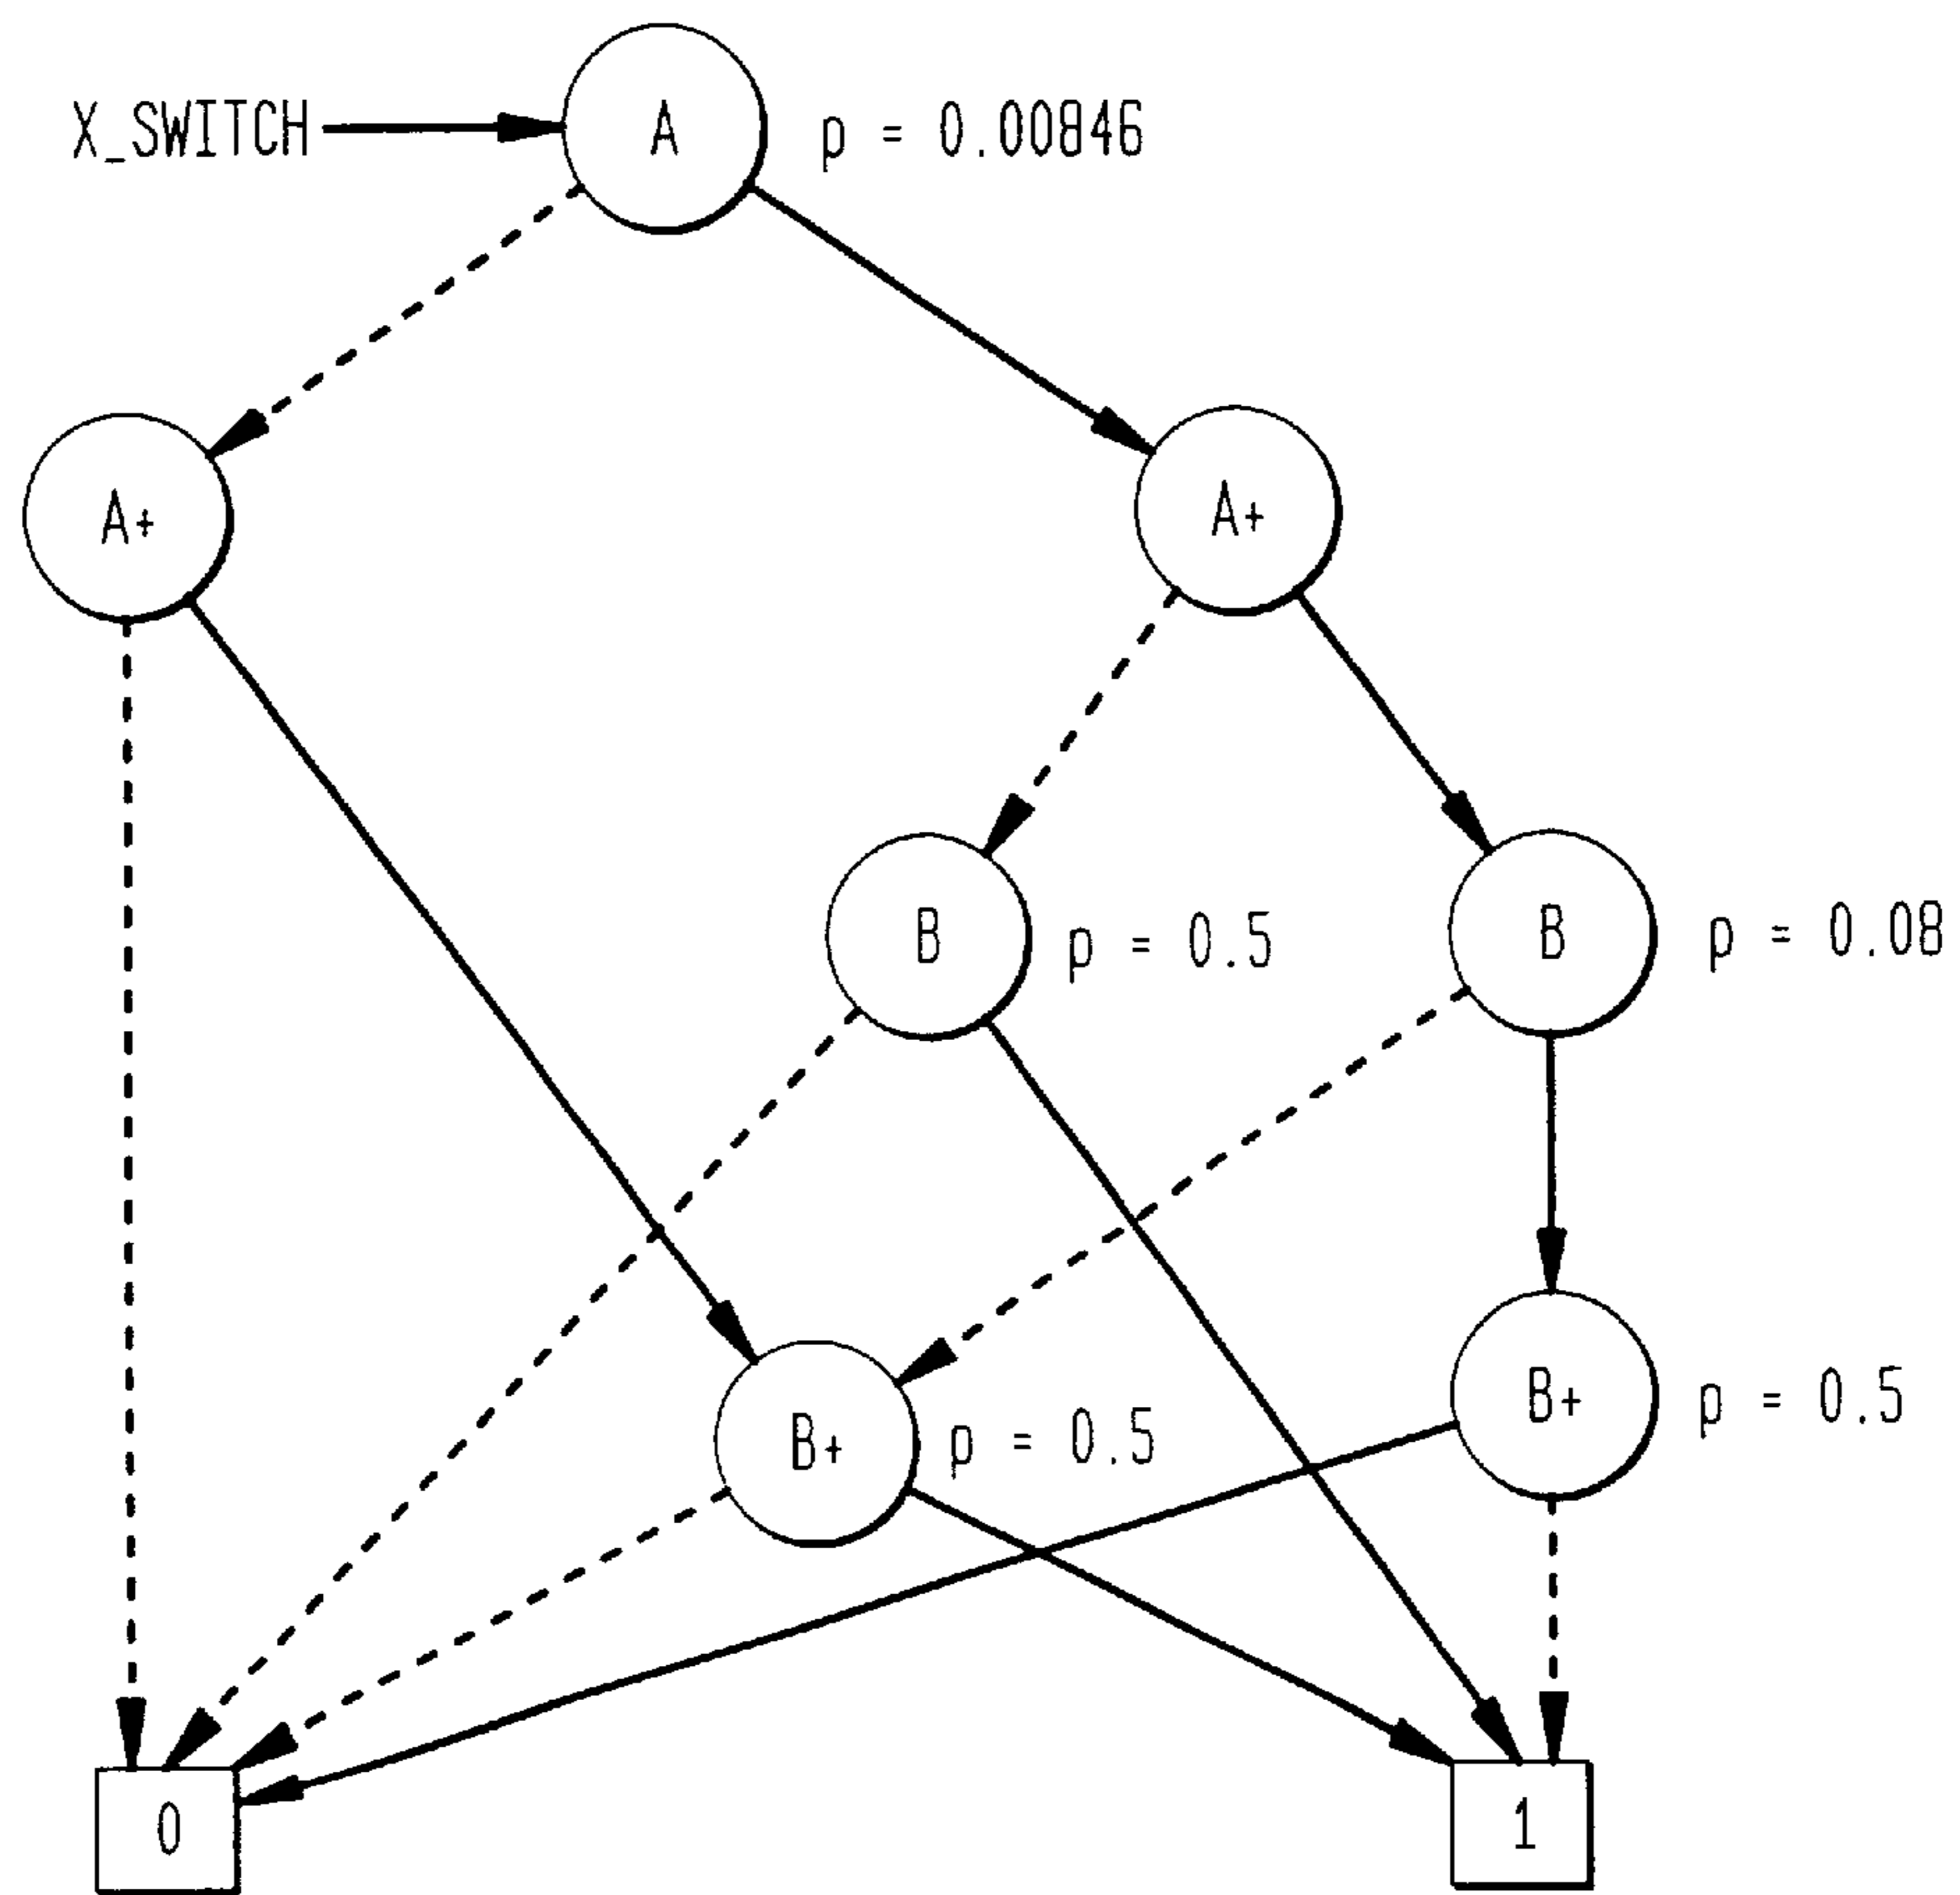 X_SWITCH
A
p = 0.00846
A+
A+
B
p = 0.5
B
p = 0.08
B+
p = 0.5
B+
p = 0.5
0
1